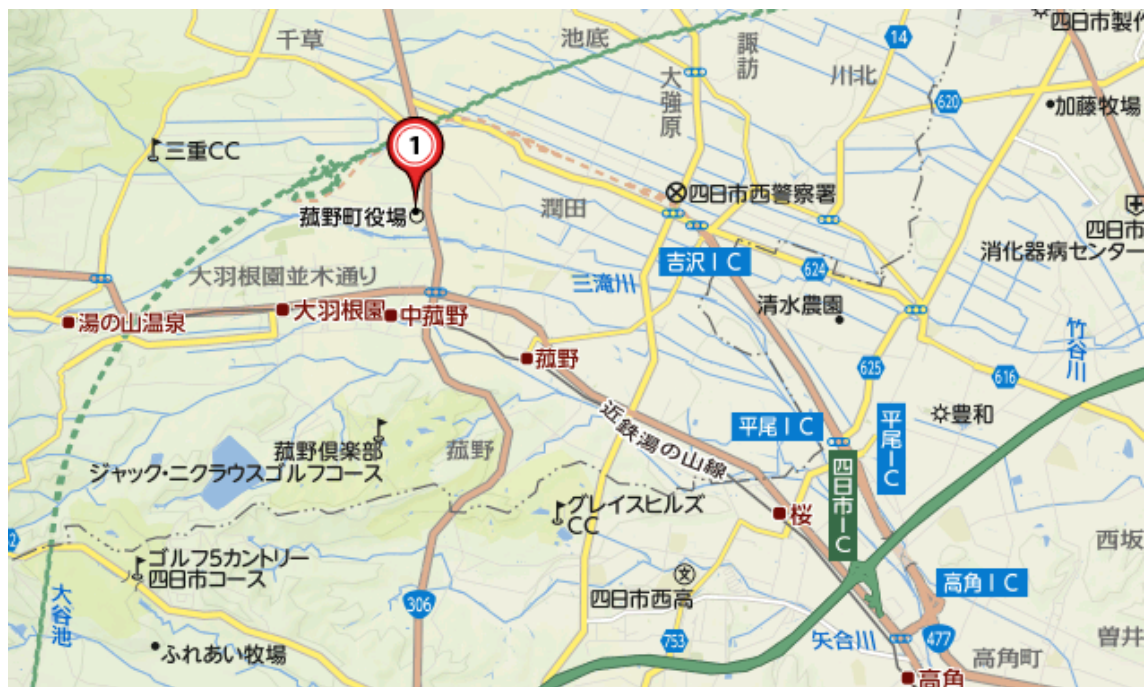 千草
池底
諏訪
大強原
14
川北
四日市製作
620
加藤牧場
三重CC
1
菰野町役場
潤田
四日市西警察署
四日市
消化器病センター
吉沢IC
624
三滝川
清水農園
大羽根園並木通り
湯の山温泉
大羽根園
中菰野
菰野
竹谷川
625
616
近鉄湯の山線
平尾IC
平尾IC
豊和
菰野倶楽部
ジャック・ニクラウスゴルフコース
菰野
グレイスヒルズ
CC
桜
四日市IC
西坂
2
ゴルフ5カントリー
四日市コース
大谷池
306
四日市西高
高角IC
ふれあい牧場
753
矢合川
477
高角町
曽井
高角